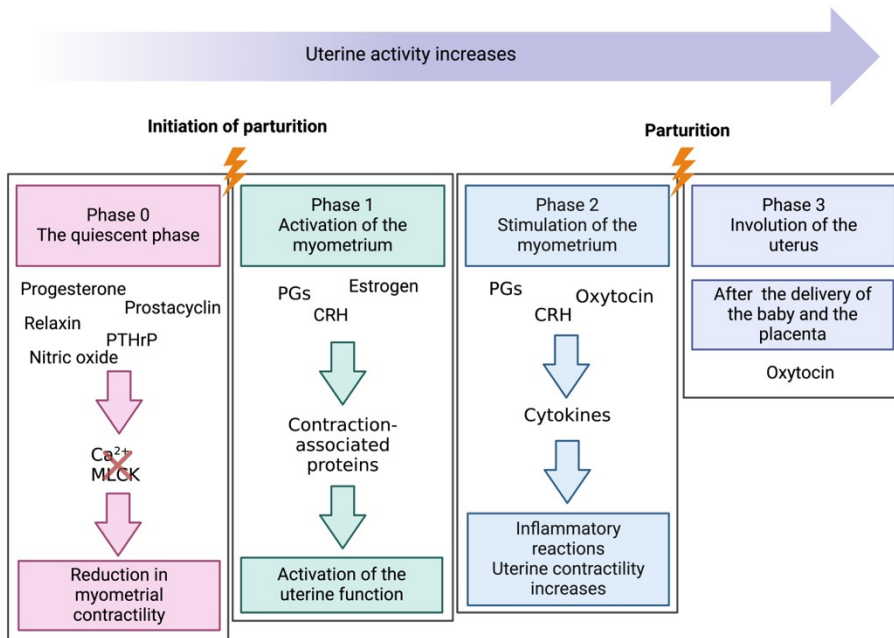 Uterine activity increases
Initiation of parturition
Parturition
Phase 0
The quiescent phase
Progesterone
Prostacyclin
Relaxin
PTHrP
Nitric oxide
Ca²⁺
MLCK
Reduction in
myometrial
contractility
Phase 1
Activation of the
myometrium
PGs
Estrogen
CRH
Contraction-
associated
proteins
Activation of the
uterine function
Phase 2
Stimulation of the
myometrium
PGs
Oxytocin
CRH
Cytokines
Inflammatory
reactions
Uterine contractility
increases
Phase 3
Involution of the
uterus
After the delivery of
the baby and the
placenta
Oxytocin